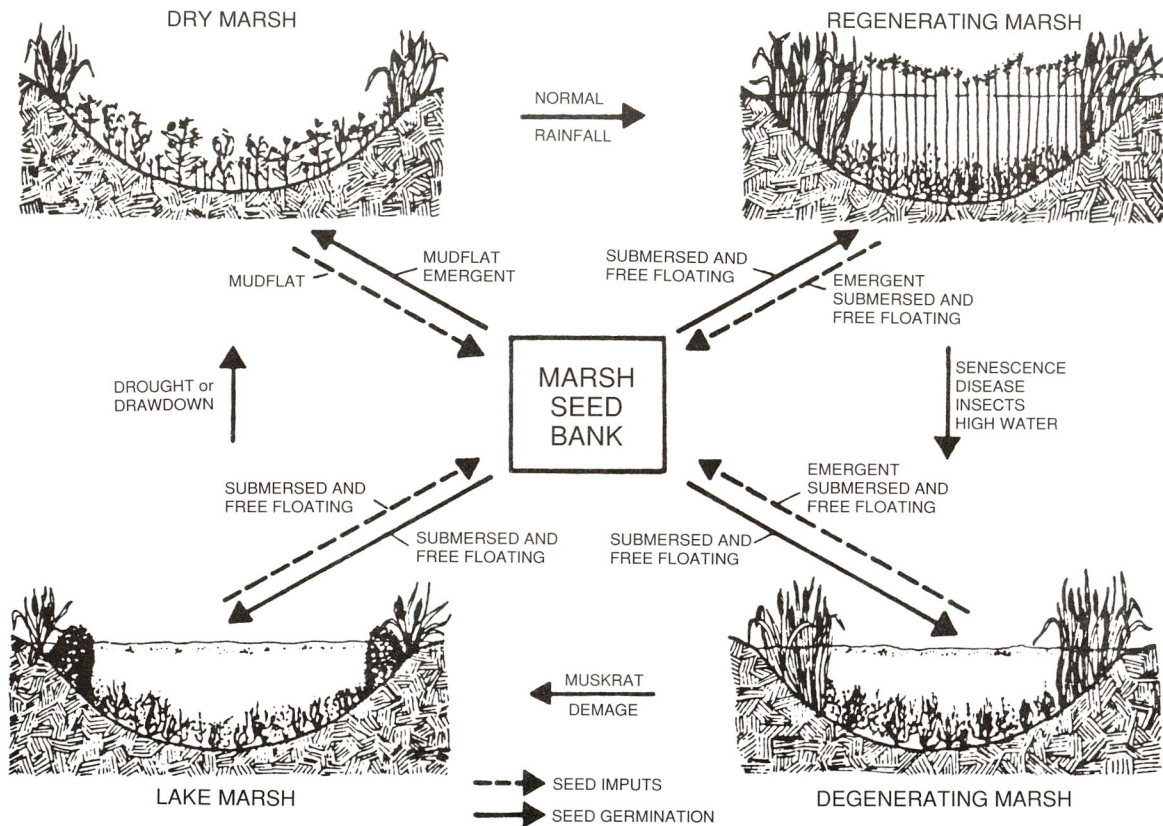 DRY MARSH
REGENERATING MARSH
NORMAL
RAINFALL
MUDFLAT
MUDFLAT
EMERGENT
SUBMERSED AND
FREE FLOATING
EMERGENT
SUBMERSED AND
FREE FLOATING
DROUGHT or
DRAWDOWN
MARSH
SEED
BANK
SENESCENCE
DISEASE
INSECTS
HIGH WATER
SUBMERSED AND
FREE FLOATING
SUBMERSED AND
FREE FLOATING
SUBMERSED AND
FREE FLOATING
EMERGENT
SUBMERSED AND
FREE FLOATING
MUSKRAT
DEMAGE
LAKE MARSH
DEGENERATING MARSH
SEED IMPUTS
SEED GERMINATION